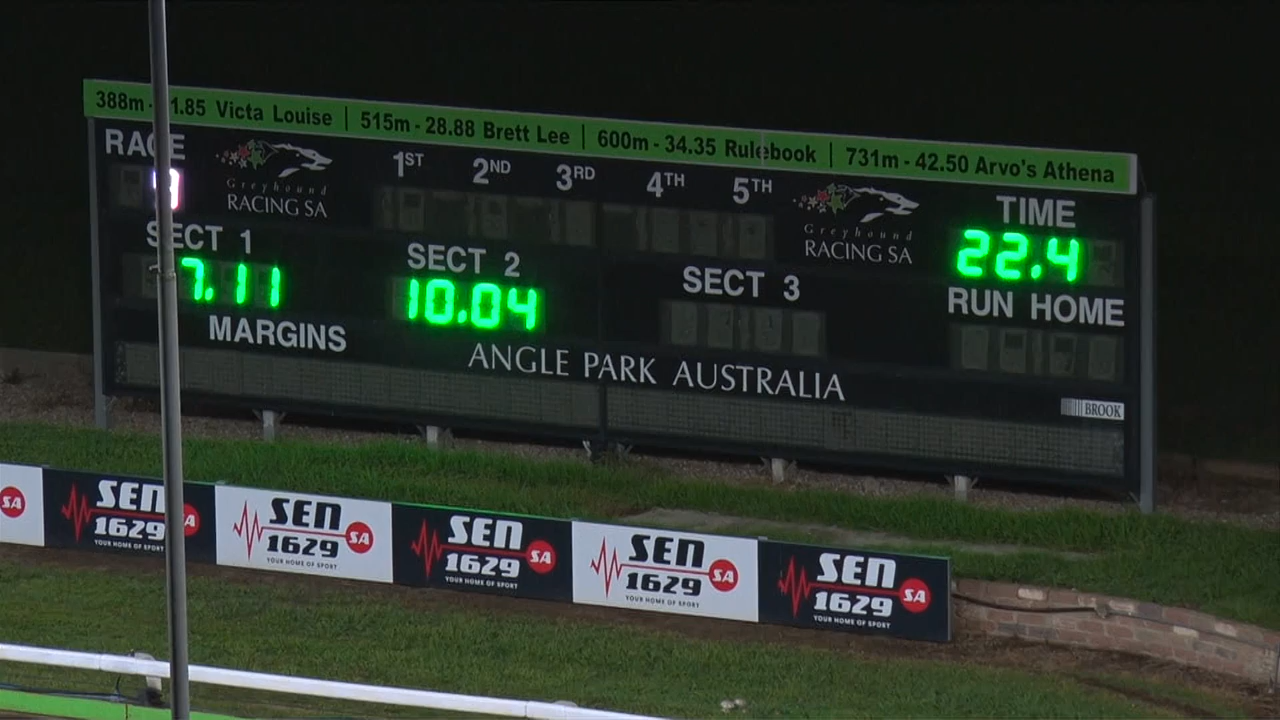 388m - 1.85 Victa Louise | 515m - 28.88 Brett Lee | 600m - 34.35 Rulebook | 731m - 42.50 Arvo's Athena
RACE
Greyhound
RACING SA
1ST 2ND 3RD 4TH 5TH
Greyhound
RACING SA
TIME
22.4
SECT 1
7.11
SECT 2
10.04
SECT 3
RUN HOME
MARGINS
ANGLE PARK AUSTRALIA
BROOK
SA
SEN
1629
SA
YOUR HOME OF SPORT
SEN
1629
SA
YOUR HOME OF SPORT
SEN
1629
SA
YOUR HOME OF SPORT
SEN
1629
SA
YOUR HOME OF SPORT
SEN
1629
SA
YOUR HOME OF SPORT